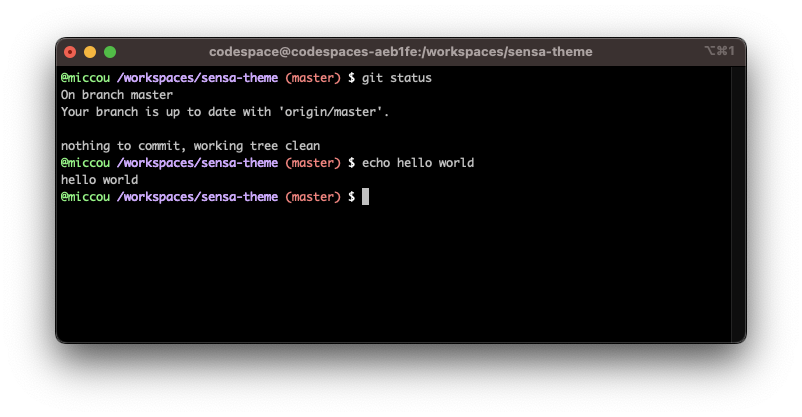 codespace@codespaces-aeb1fe:/workspaces/sensa-theme ⌥⌘1
@miccou /workspaces/sensa-theme (master) $ git status
On branch master
Your branch is up to date with 'origin/master'.
nothing to commit, working tree clean
@miccou /workspaces/sensa-theme (master) $ echo hello world
hello world
@miccou /workspaces/sensa-theme (master) $